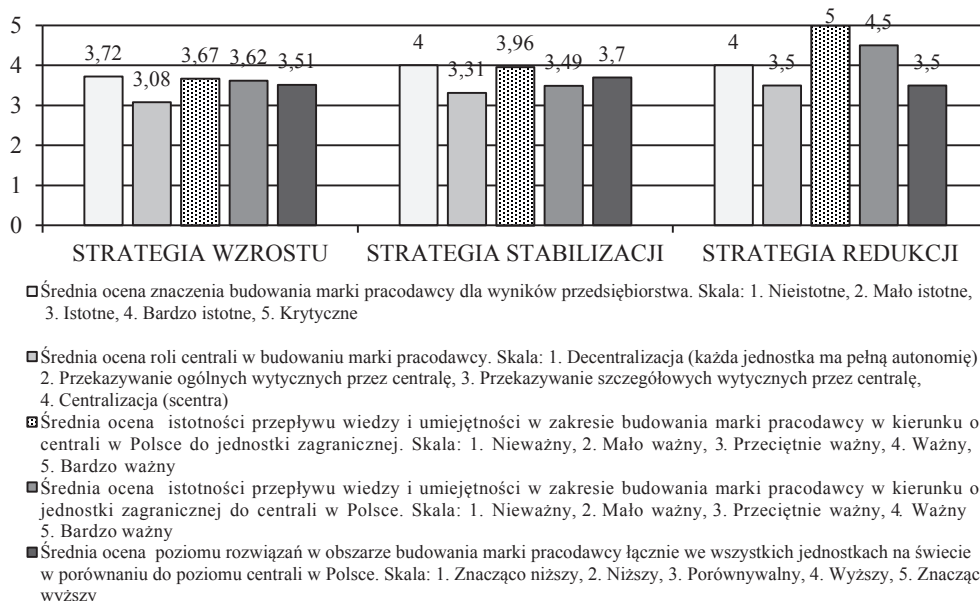 5
4
3
2
1
0
3,72
3,08
3,67
3,62
3,51
4
3,31
3,96
3,49
3,7
4
3,5
5
4,5
3,5
STRATEGIA WZROSTU STRATEGIA STABILIZACJI STRATEGIA REDUKCJI
Średnia ocena znaczenia budowania marki pracodawcy dla wyników przedsiębiorstwa. Skala: 1. Nieistotne, 2. Mało istotne,
3. Istotne, 4. Bardzo istotne, 5. Krytyczne
Średnia ocena roli centrali w budowaniu marki pracodawcy. Skala: 1. Decentralizacja (każda jednostka ma pełną autonomię)
2. Przekazywanie ogólnych wytycznych przez centralę, 3. Przekazywanie szczegółowych wytycznych przez centralę,
4. Centralizacja (scentra)
Średnia ocena istotności przepływu wiedzy i umiejętności w zakresie budowania marki pracodawcy w kierunku o
centrali w Polsce do jednostki zagranicznej. Skala: 1. Nieważny, 2. Mało ważny, 3. Przeciętnie ważny, 4. Ważny,
5. Bardzo ważny
Średnia ocena istotności przepływu wiedzy i umiejętności w zakresie budowania marki pracodawcy w kierunku o
jednostki zagranicznej do centrali w Polsce. Skala: 1. Nieważny, 2. Mało ważny, 3. Przeciętnie ważny, 4. Ważny
5. Bardzo ważny
Średnia ocena poziomu rozwiązań w obszarze budowania marki pracodawcy łącznie we wszystkich jednostkach na świecie
w porównaniu do poziomu centrali w Polsce. Skala: 1. Znacząco niższy, 2. Niższy, 3. Porównywalny, 4. Wyższy, 5. Znacząc
wyższy